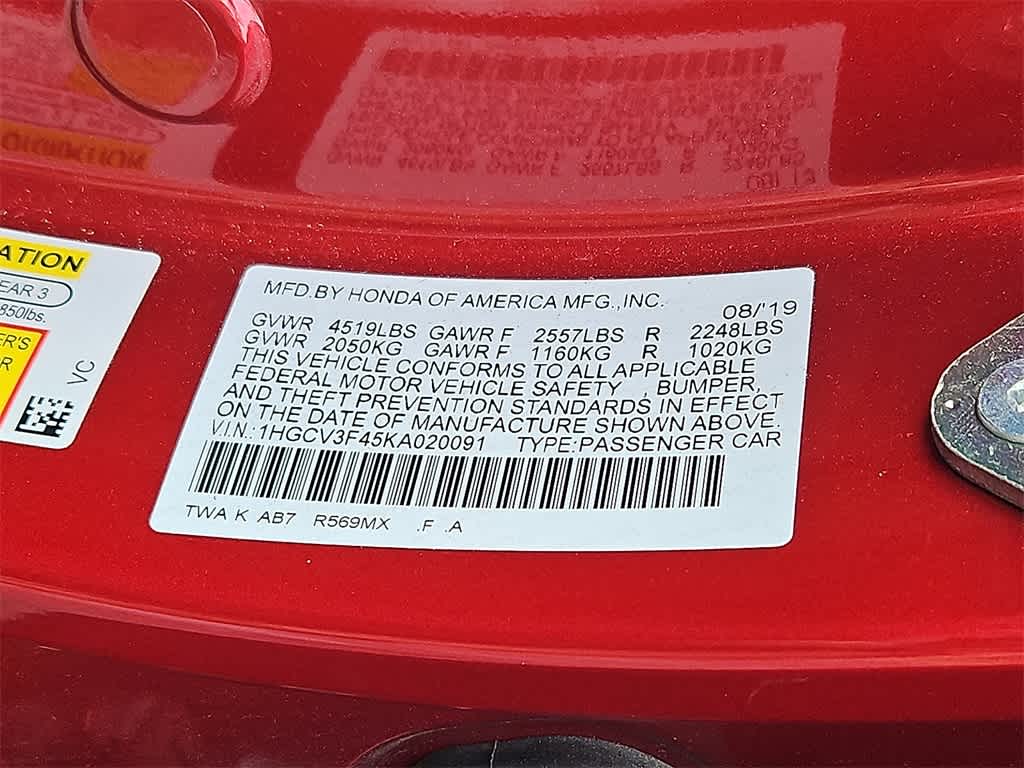 ATION
EAR 3
850lbs.
ER'S
R
VC
MFD.BY HONDA OF AMERICA MFG.,INC. 08/'19
GVWR 4519LBS GAWR F 2557LBS R 2248LBS
GVWR 2050KG GAWR F 1160KG R 1020KG
THIS VEHICLE CONFORMS TO ALL APPLICABLE
FEDERAL MOTOR VEHICLE SAFETY , BUMPER,
AND THEFT PREVENTION STANDARDS IN EFFECT
ON THE DATE OF MANUFACTURE SHOWN ABOVE.
V.I.N.:1HGCV3F45KA020091 TYPE:PASSENGER CAR
TWA K AB7 R569MX .F .A